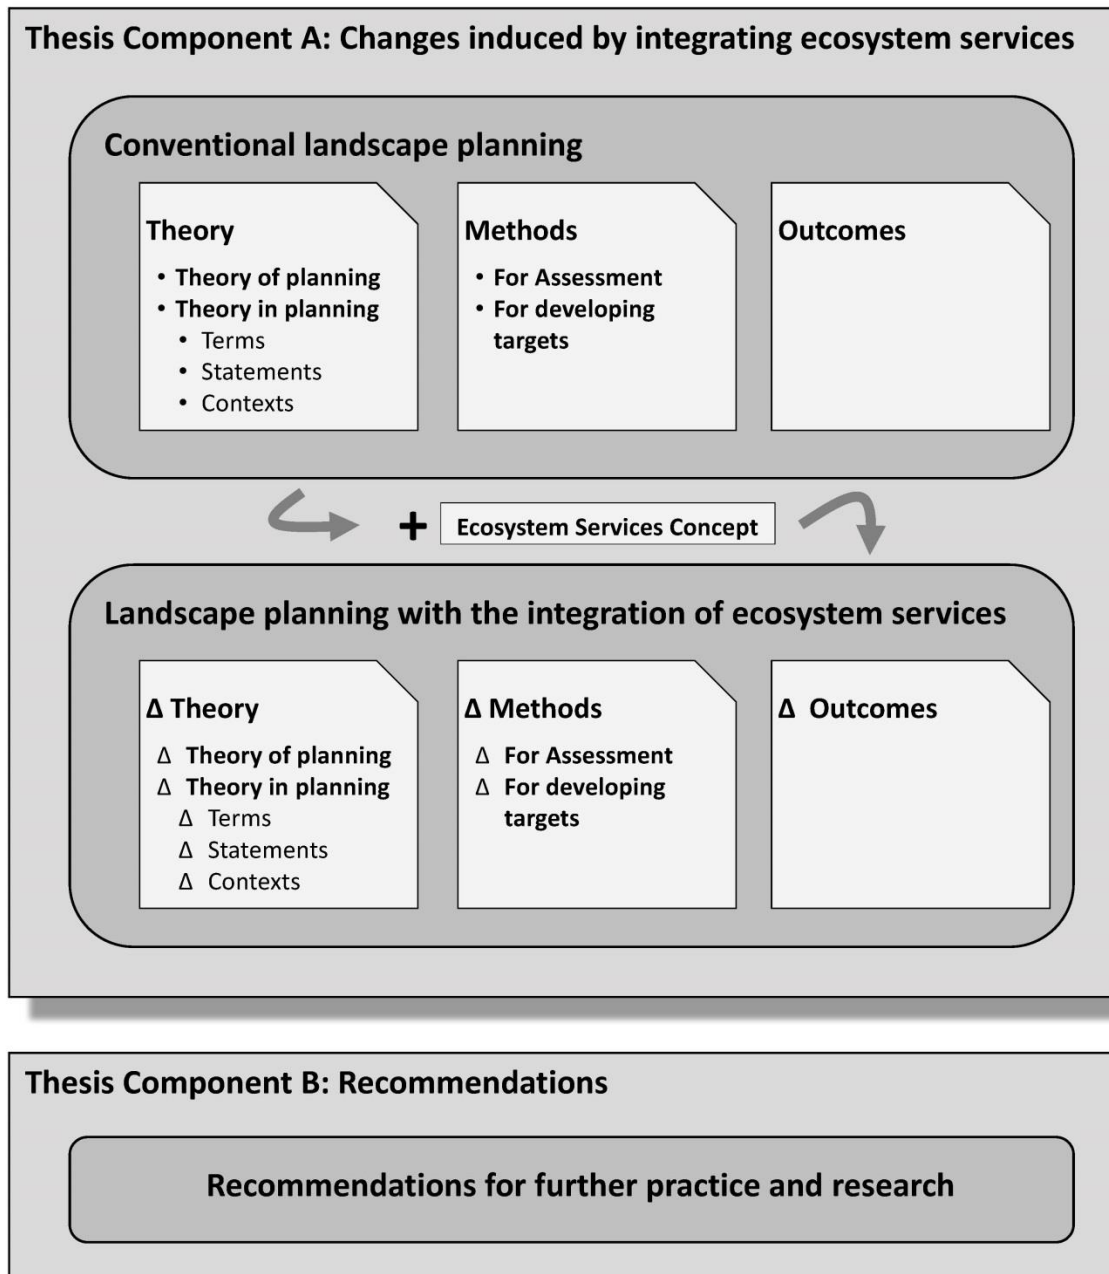 Thesis Component A: Changes induced by integrating ecosystem services
Conventional landscape planning
Theory
• Theory of planning
• Theory in planning
• Terms
• Statements
• Contexts
Methods
• For Assessment
• For developing
targets
Outcomes
+ Ecosystem Services Concept
Landscape planning with the integration of ecosystem services
Δ Theory
Δ Theory of planning
Δ Theory in planning
Δ Terms
Δ Statements
Δ Contexts
Δ Methods
Δ For Assessment
Δ For developing
targets
Δ Outcomes
Thesis Component B: Recommendations
Recommendations for further practice and research